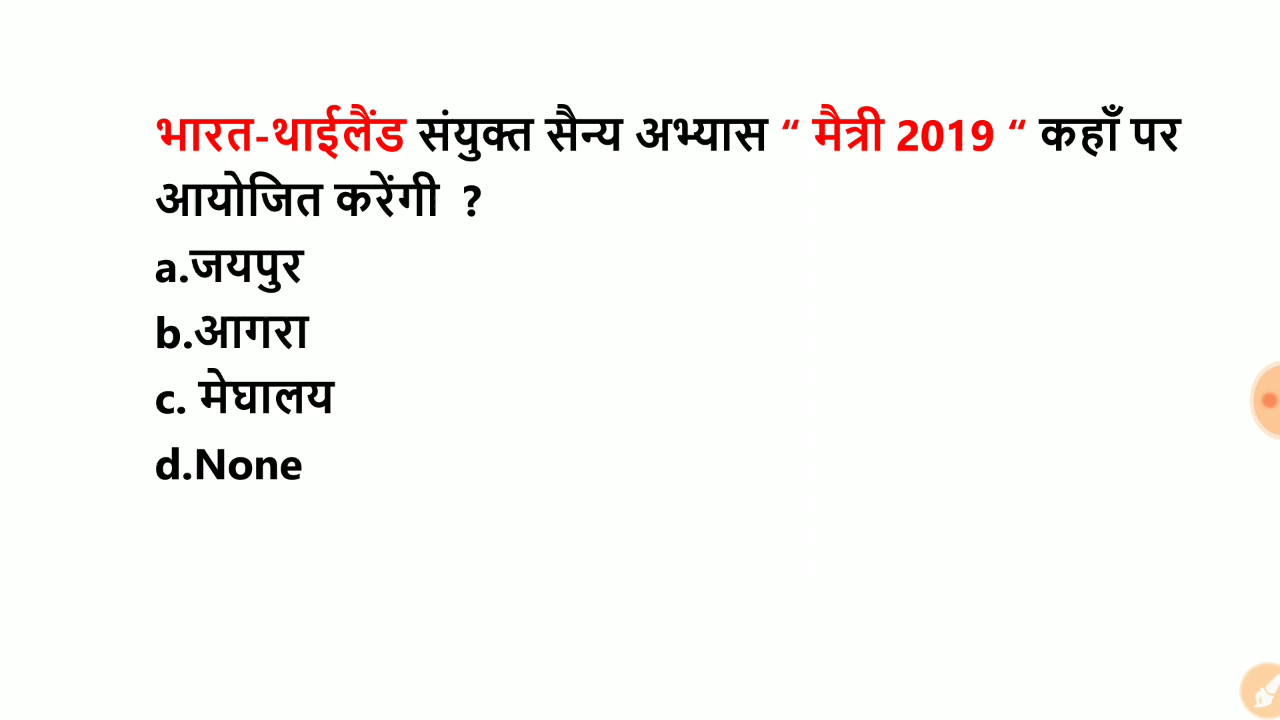 भारत-थाईलैंड संयुक्त सैन्य अभ्यास “ मैत्री 2019 “ कहाँ पर
आयोजित करेंगी ?
a.जयपुर
b.आगरा
c. मेघालय
d.None